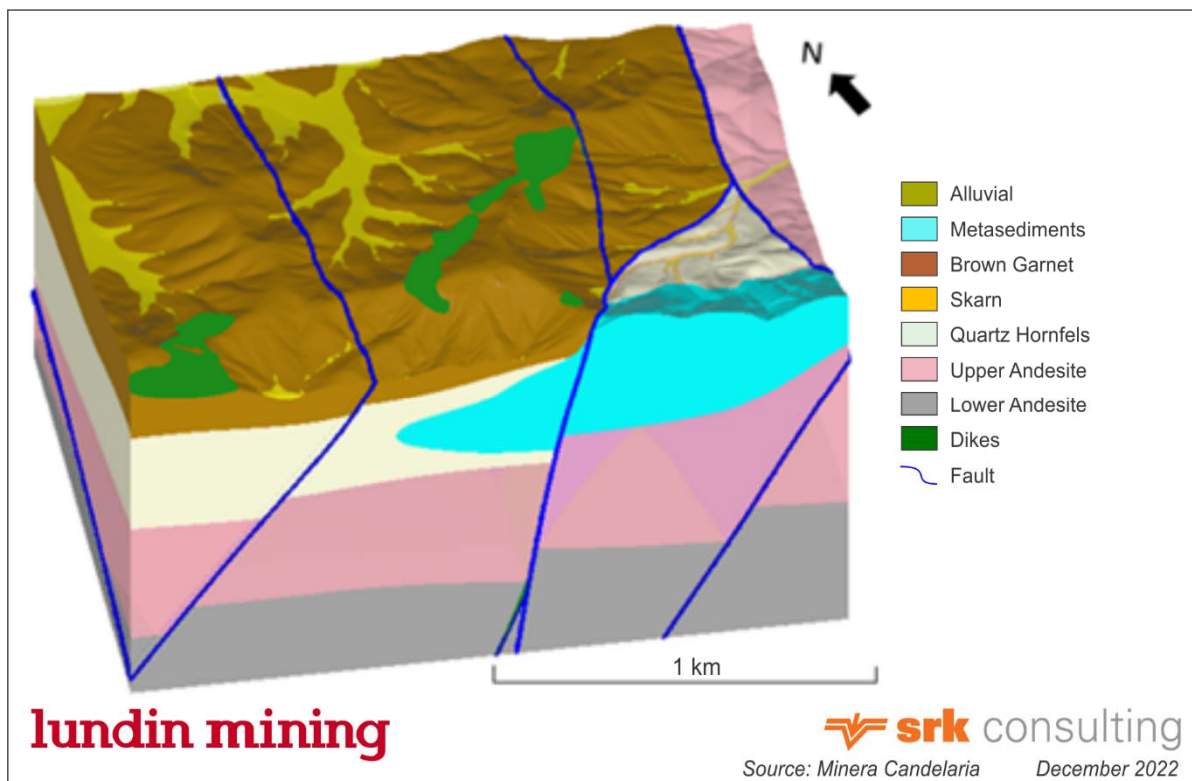 N
Alluvial
Metasediments
Brown Garnet
Skarn
Quartz Hornfels
Upper Andesite
Lower Andesite
Dikes
Fault
1 km
lundin mining
srk consulting
Source: Minera Candelaria December 2022